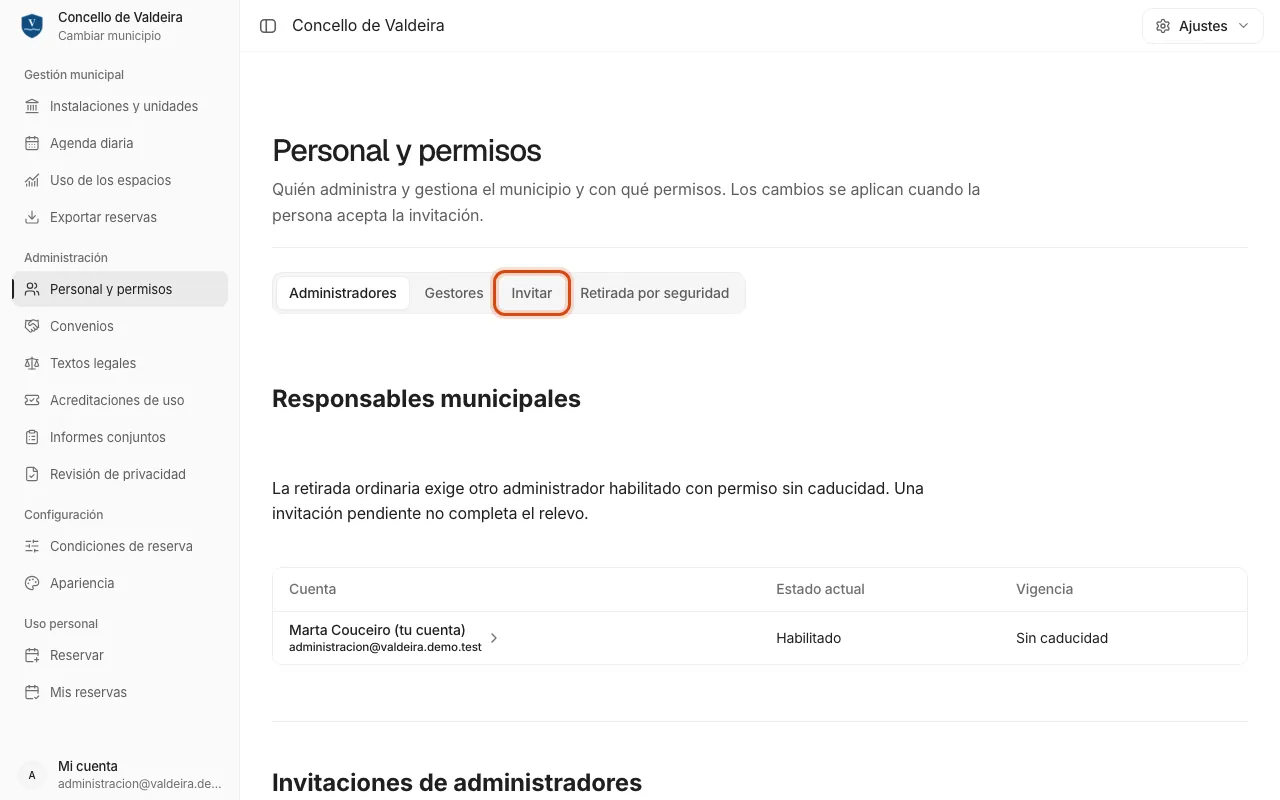 Concello de Valdeira
Cambiar municipio
Gestión municipal
Instalaciones y unidades
Agenda diaria
Uso de los espacios
Exportar reservas
Administración
Personal y permisos
Convenios
Textos legales
Acreditaciones de uso
Informes conjuntos
Revisión de privacidad
Configuración
Condiciones de reserva
Apariencia
Uso personal
Reservar
Mis reservas
A
Mi cuenta
administracion@valdeira.de...
Concello de Valdeira
Ajustes
Personal y permisos
Quién administra y gestiona el municipio y con qué permisos. Los cambios se aplican cuando la
persona acepta la invitación.
Administradores Gestores Invitar Retirada por seguridad
Responsables municipales
La retirada ordinaria exige otro administrador habilitado con permiso sin caducidad. Una
invitación pendiente no completa el relevo.
Cuenta Estado actual Vigencia
Marta Couceiro (tu cuenta)
administracion@valdeira.demo.test
Habilitado Sin caducidad
Invitaciones de administradores